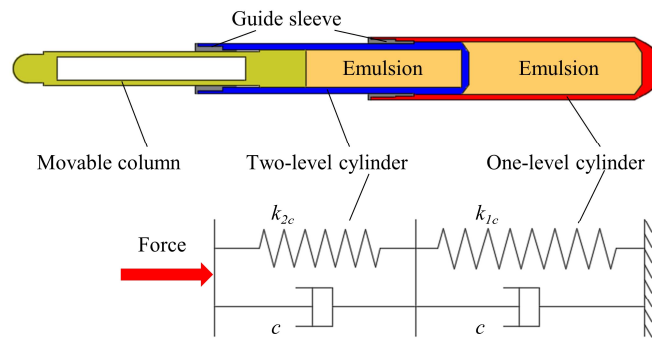 Guide sleeve
Emulsion
Emulsion
Movable column
Two-level cylinder
One-level cylinder
k2c
k1c
Force
c
c